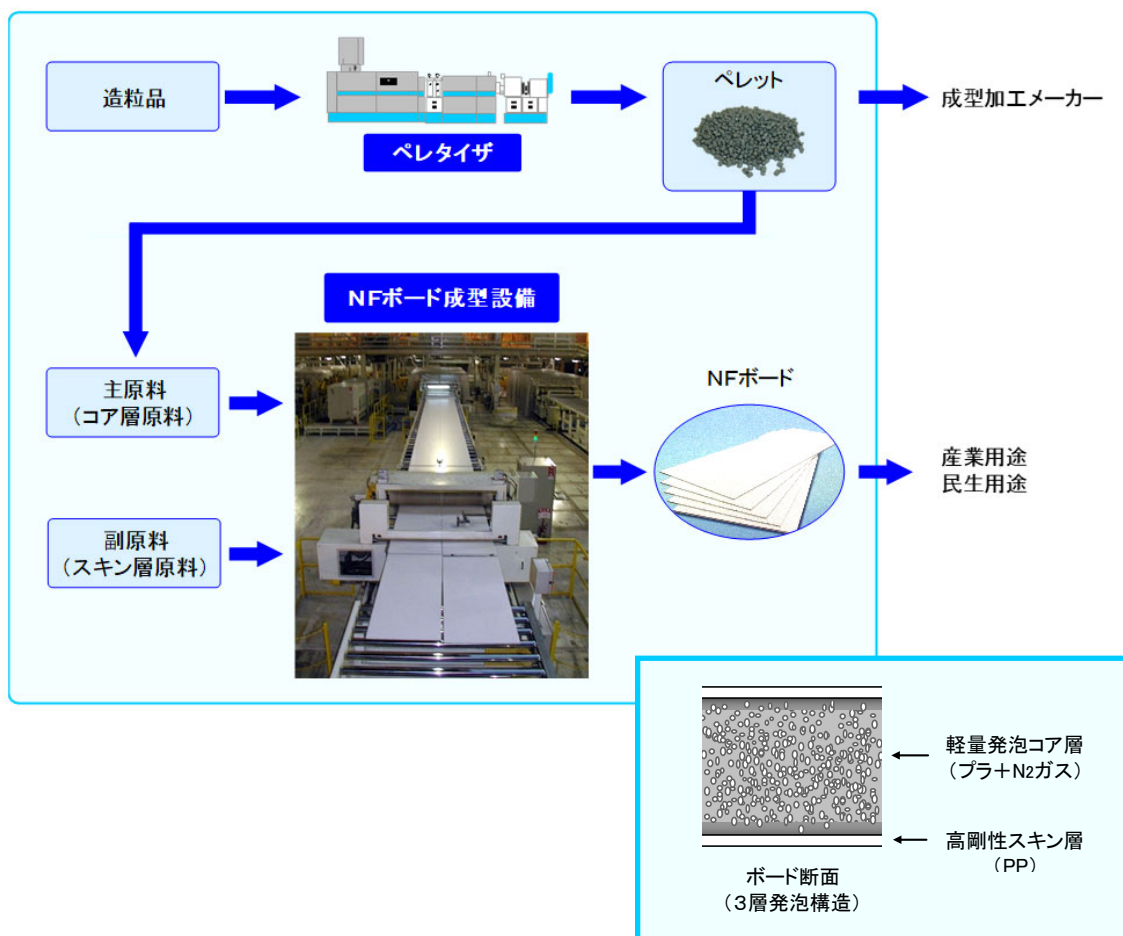 造粒品
ペレタイザ
ペレット
成型加工メーカー
NFボード成型設備
主原料
（コア層原料）
副原料
（スキン層原料）
NFボード
産業用途
民生用途
軽量発泡コア層
（プラ＋N2ガス）
高剛性スキン層
（PP）
ボード断面
（３層発泡構造）